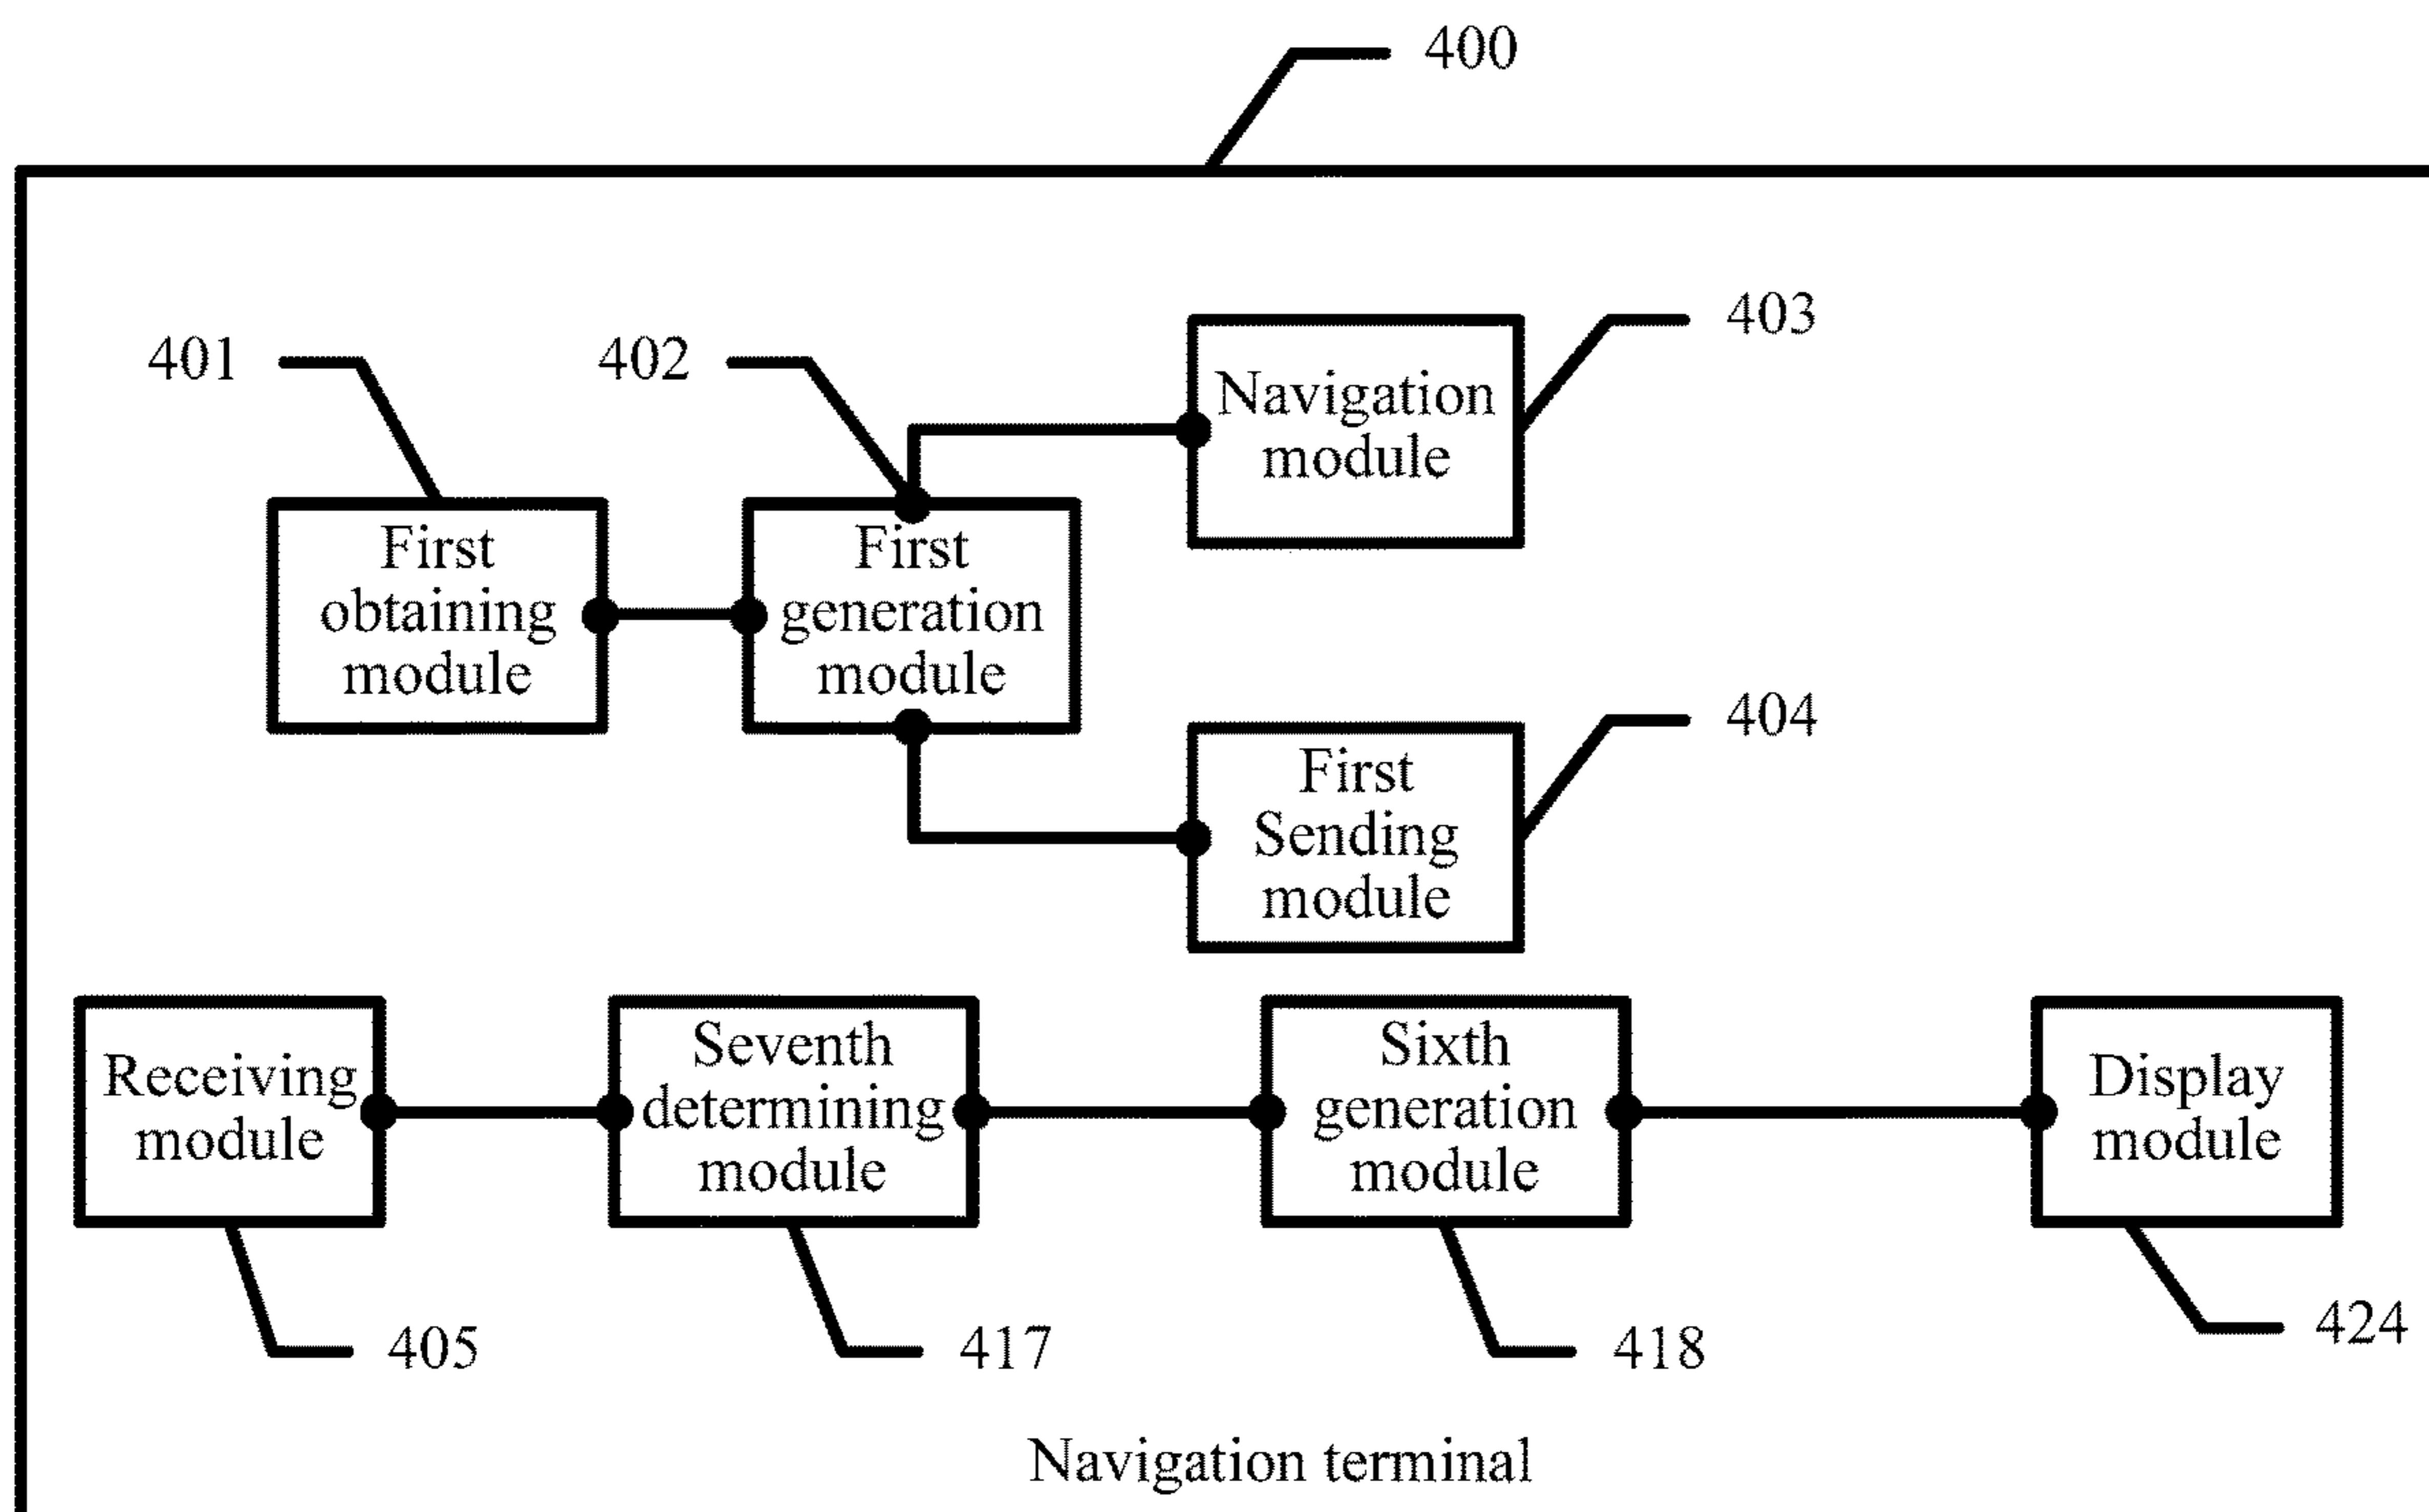 400
401
402
403
Navigation
module
First
obtaining
module
First
generation
module
404
First
Sending
module
Receiving
module
Seventh
determining
module
Sixth
generation
module
Display
module
405
417
418
424
Navigation terminal